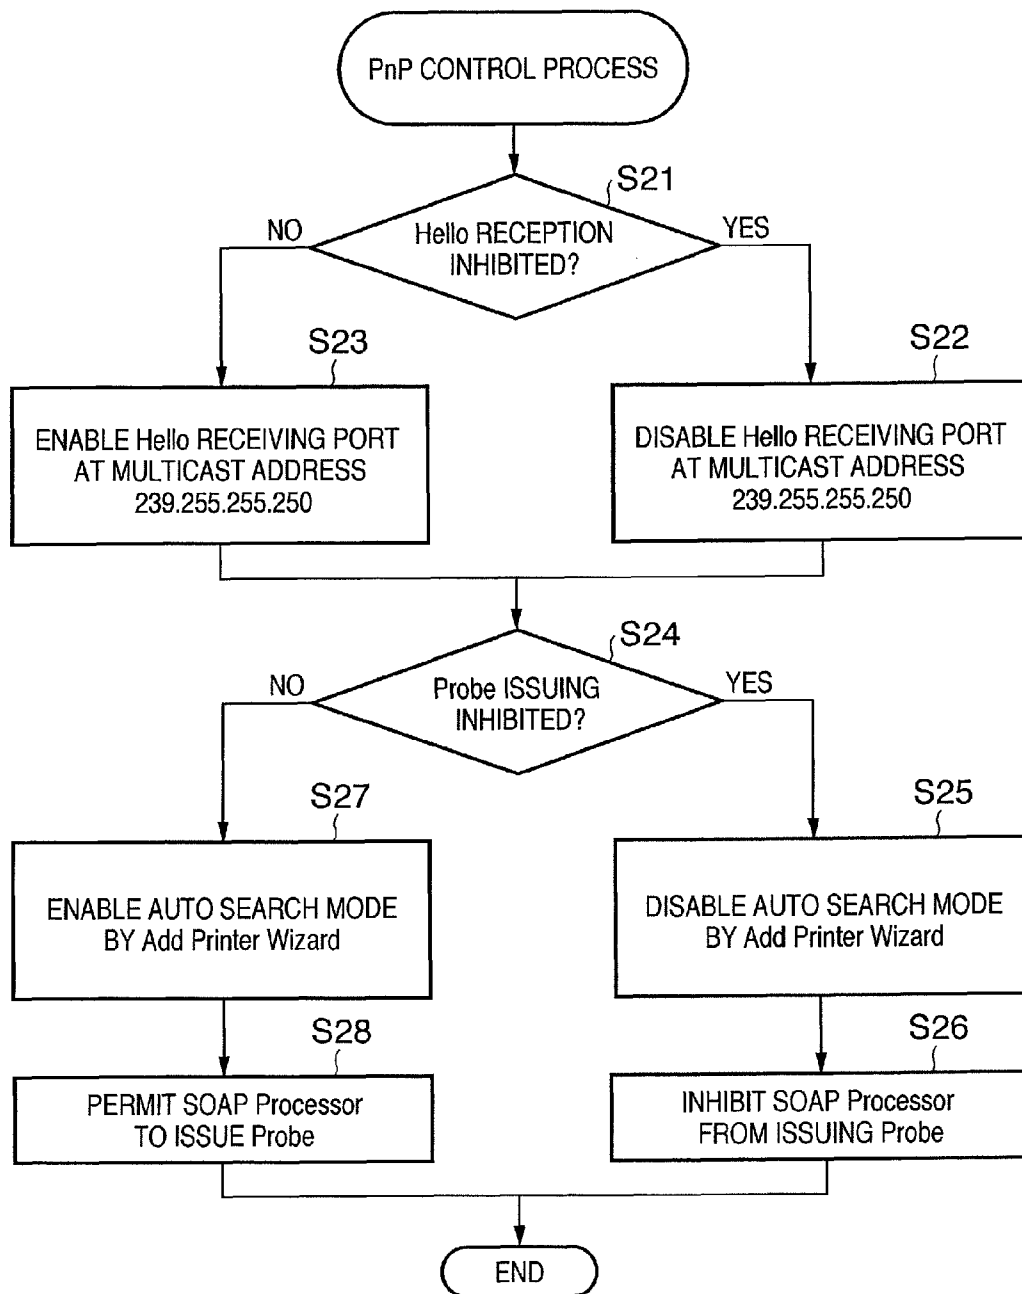 PnP CONTROL PROCESS
S21
NO
Hello RECEPTION
INHIBITED?
YES
S23
ENABLE Hello RECEIVING PORT
AT MULTICAST ADDRESS
239.255.255.250
S22
DISABLE Hello RECEIVING PORT
AT MULTICAST ADDRESS
239.255.255.250
S24
NO
Probe ISSUING
INHIBITED?
YES
S27
ENABLE AUTO SEARCH MODE
BY Add Printer Wizard
S25
DISABLE AUTO SEARCH MODE
BY Add Printer Wizard
S28
PERMIT SOAP Processor
TO ISSUE Probe
S26
INHIBIT SOAP Processor
FROM ISSUING Probe
END